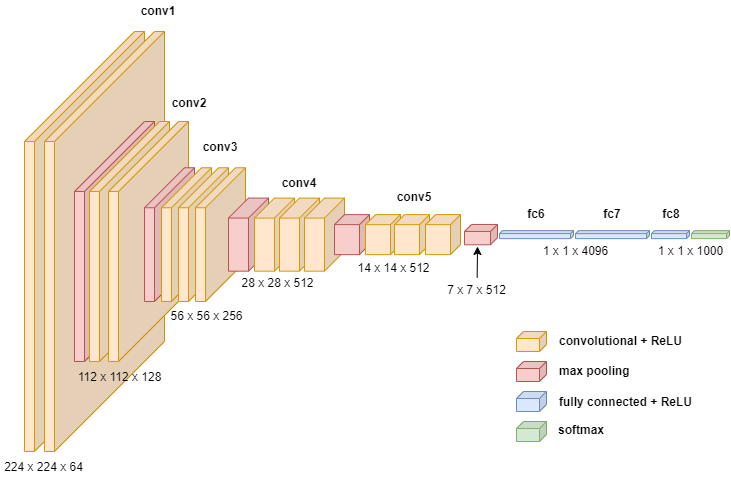 conv1
conv2
conv3
conv4
conv5
fc6
fc7
fc8
1 x 1 x 4096
1 x 1 x 1000
14 x 14 x 512
28 x 28 x 512
7 x 7 x 512
56 x 56 x 256
112 x 112 x 128
224 x 224 x 64
convolutional + ReLU
max pooling
fully connected + ReLU
softmax